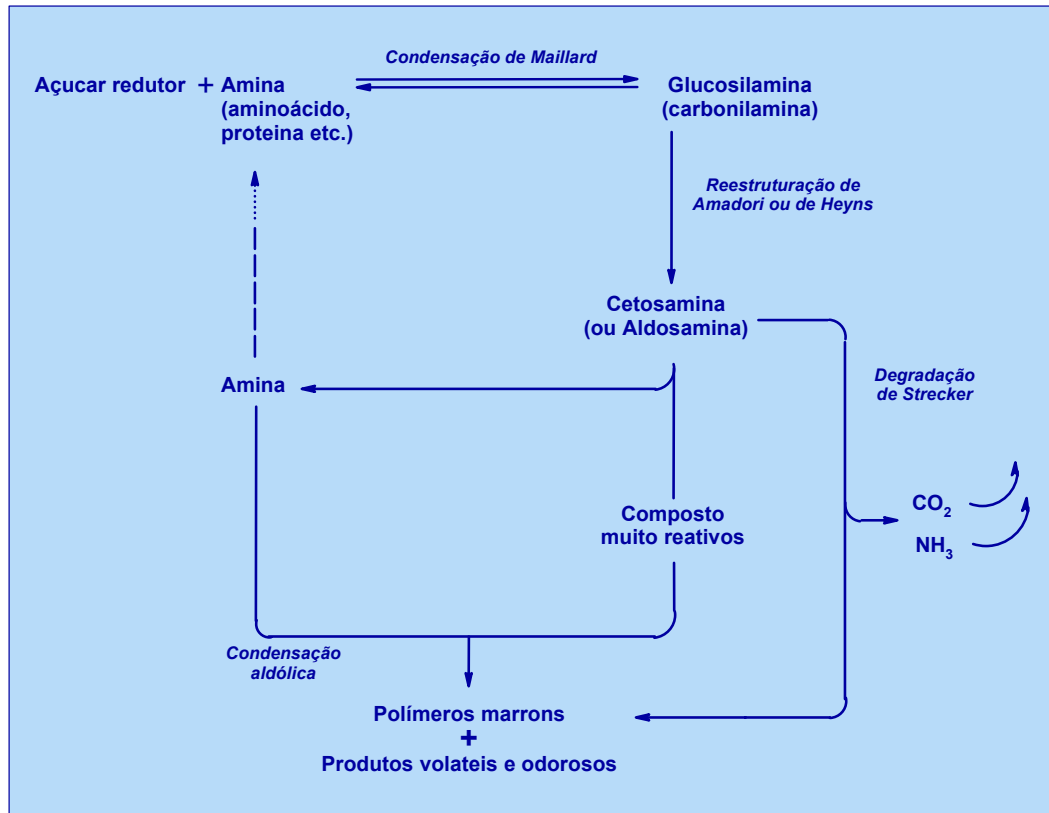 Condensação de Maillard
Açucar redutor + Amina
(aminoácido,
proteina etc.)
Glucosilamina
(carbonilamina)
Reestruturação de
Amadori ou de Heyns
Cetosamina
(ou Aldosamina)
Amina
Degradação
de Strecker
Composto
muito reativos
CO₂
NH₃
Condensação
aldólica
Polímeros marrons
+
Produtos volateis e odorosos